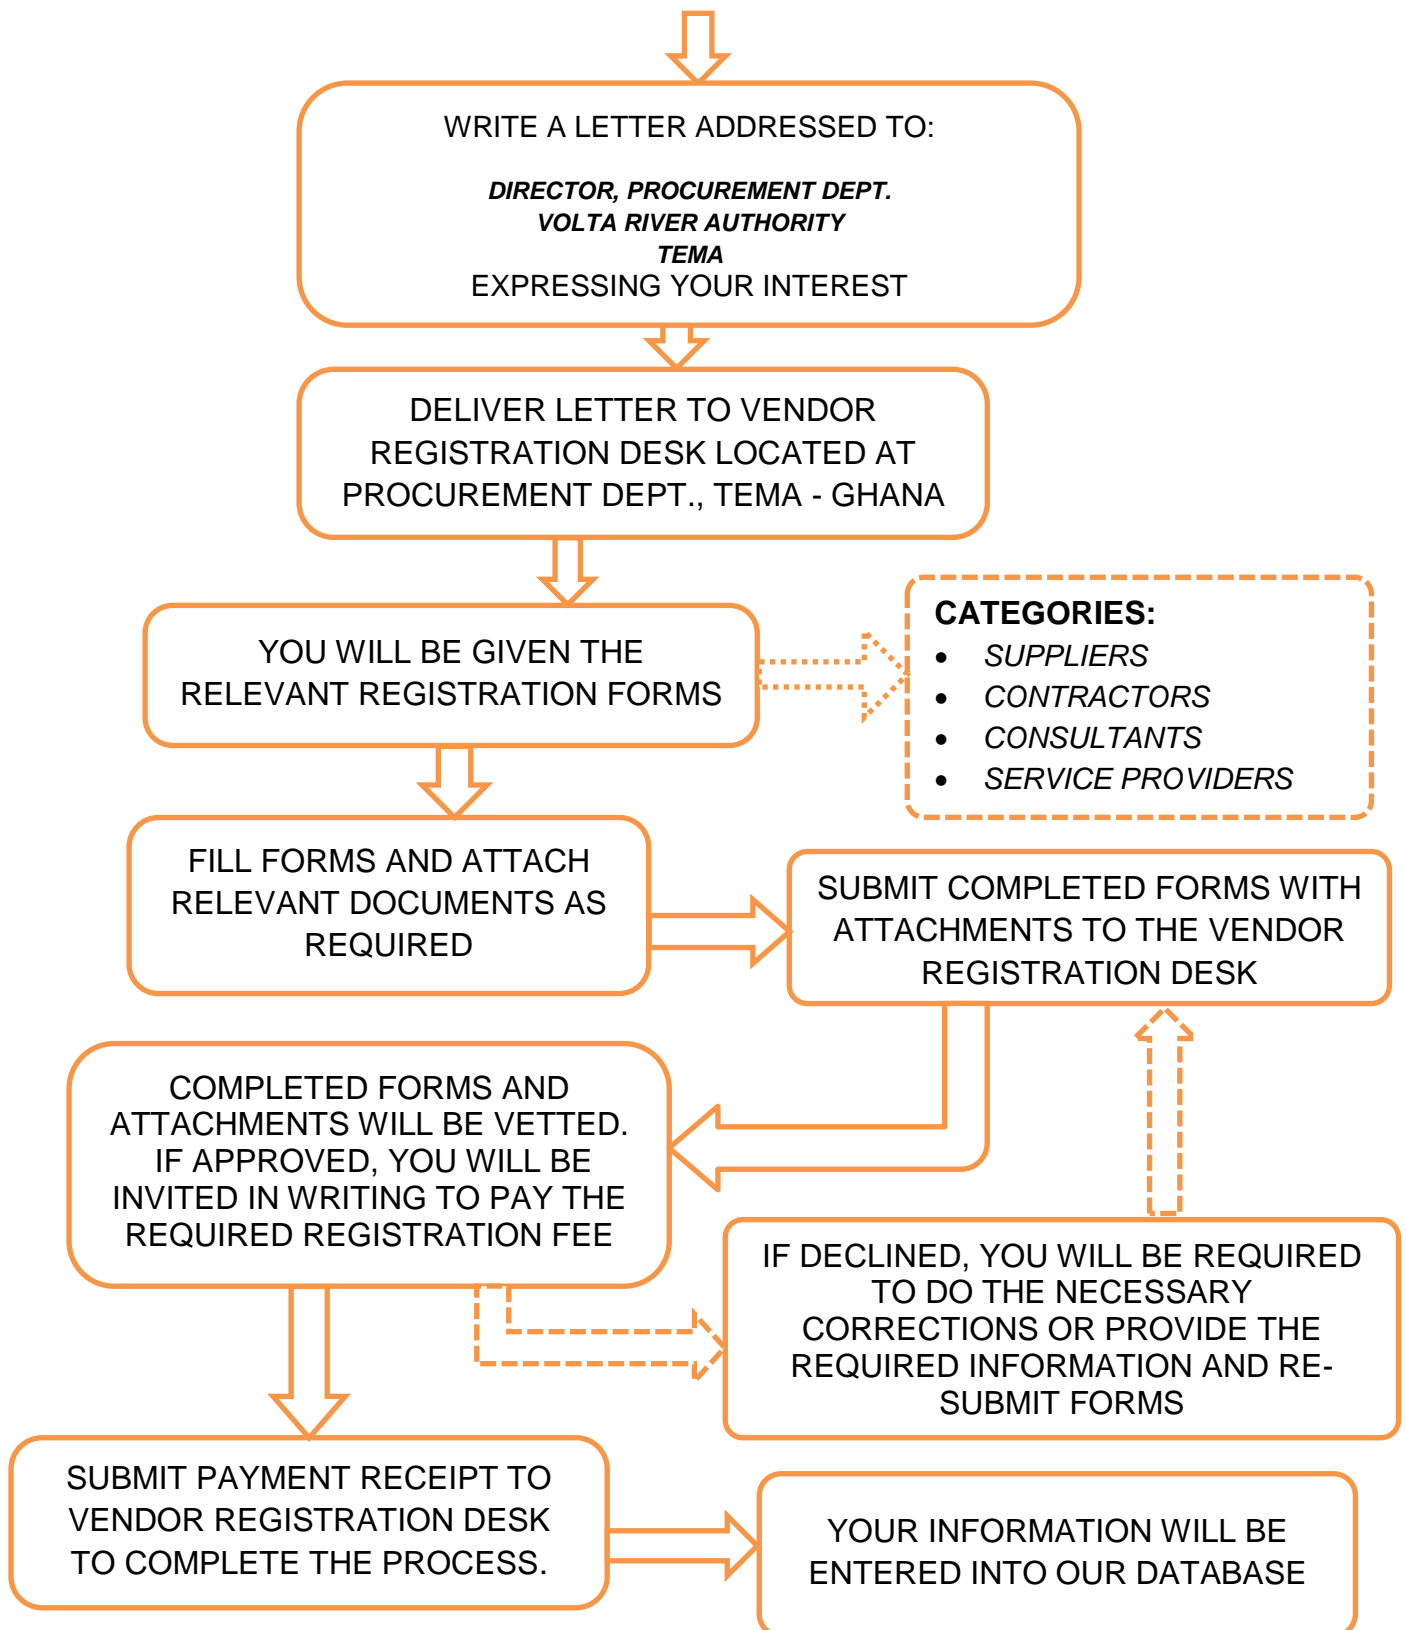 WRITE A LETTER ADDRESSED TO:
DIRECTOR, PROCUREMENT DEPT.
VOLTA RIVER AUTHORITY
TEMA
EXPRESSING YOUR INTEREST
DELIVER LETTER TO VENDOR
REGISTRATION DESK LOCATED AT
PROCUREMENT DEPT., TEMA - GHANA
YOU WILL BE GIVEN THE
RELEVANT REGISTRATION FORMS
CATEGORIES:
• SUPPLIERS
• CONTRACTORS
• CONSULTANTS
• SERVICE PROVIDERS
FILL FORMS AND ATTACH
RELEVANT DOCUMENTS AS
REQUIRED
SUBMIT COMPLETED FORMS WITH
ATTACHMENTS TO THE VENDOR
REGISTRATION DESK
COMPLETED FORMS AND
ATTACHMENTS WILL BE VETTED.
IF APPROVED, YOU WILL BE
INVITED IN WRITING TO PAY THE
REQUIRED REGISTRATION FEE
IF DECLINED, YOU WILL BE REQUIRED
TO DO THE NECESSARY
CORRECTIONS OR PROVIDE THE
REQUIRED INFORMATION AND RE-
SUBMIT FORMS
SUBMIT PAYMENT RECEIPT TO
VENDOR REGISTRATION DESK
TO COMPLETE THE PROCESS.
YOUR INFORMATION WILL BE
ENTERED INTO OUR DATABASE